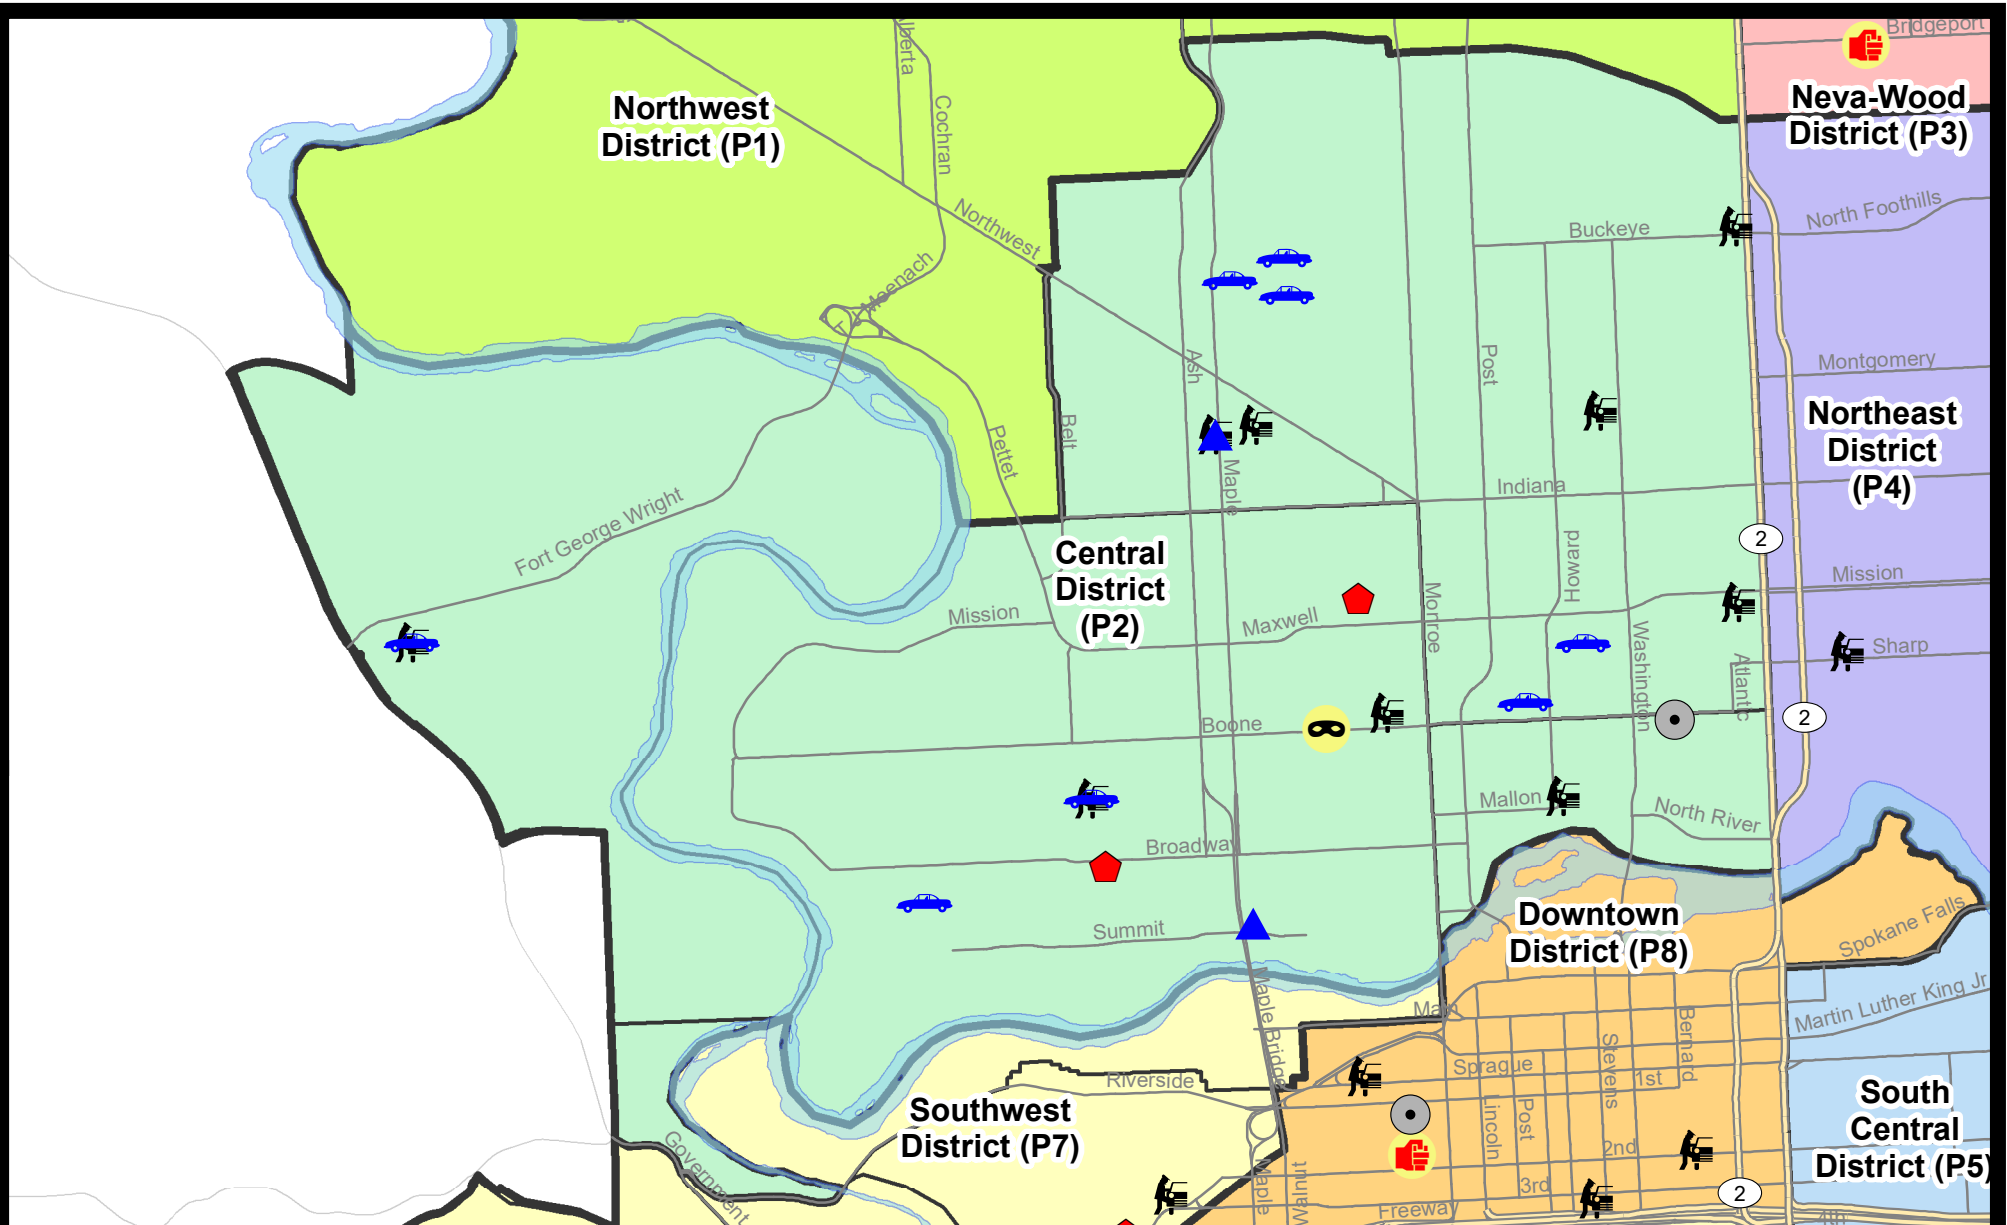 Bridgeport
Alberta
Cochran
Northwest
District (P1)
Neva-Wood
District (P3)
Northwest
North Foothills
Buckeye
T J Meenach
Ash
Post
Montgomery
Belt
Pettet
Northeast
District
(P4)
Maple
Indiana
Fort George Wright
Howard
2
Central
District
(P2)
Mission
Mission
Maxwell
Monroe
Washington
Sharp
Atlantic
Boone
2
Mallon
North River
Broadway
Summit
Downtown
District (P8)
Spokane Falls
Maple Bridge
Main
Martin Luther King Jr
Bernard
Stevens
Sprague
1st
Riverside
Southwest
District (P7)
Lincoln
Post
South
Central
District (P5)
Government
2nd
3rd
2
Maple
Walnut
Freeway
4th